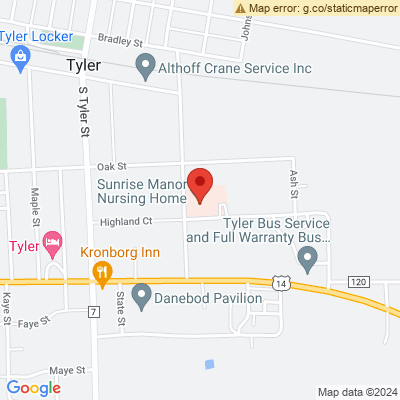 Map error: g.co/staticmaperror
Bradley St
Johns
Tyler Locker
Tyler
Althoff Crane Service Inc
S Tyler St
Oak St
Ash St
Maple St
Sunrise Manor
Nursing Home
Highland Ct
Tyler Bus Service
and Full Warranty Bus...
Tyler
Kronborg Inn
14
120
Danebod Pavilion
Kaye St
State St
Faye St
7
Maye St
Google
Map data ©2024